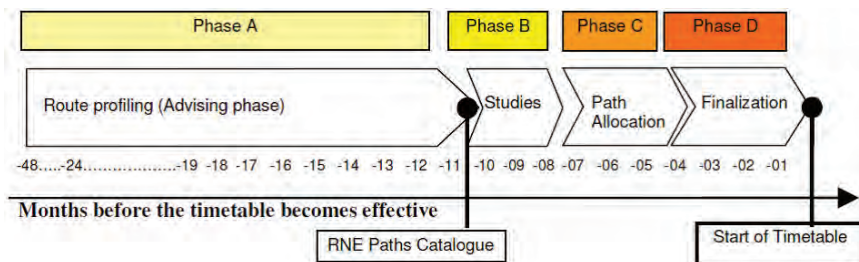 Phase A Phase B Phase C Phase D
Route profiling (Advising phase) Studies Path Allocation Finalization
-48.....-24...................-19 -18 -17 -16 -15 -14 -13 -12 -11 -10 -09 -08 -07 -06 -05 -04 -03 -02 -01
Months before the timetable becomes effective
RNE Paths Catalogue Start of Timetable